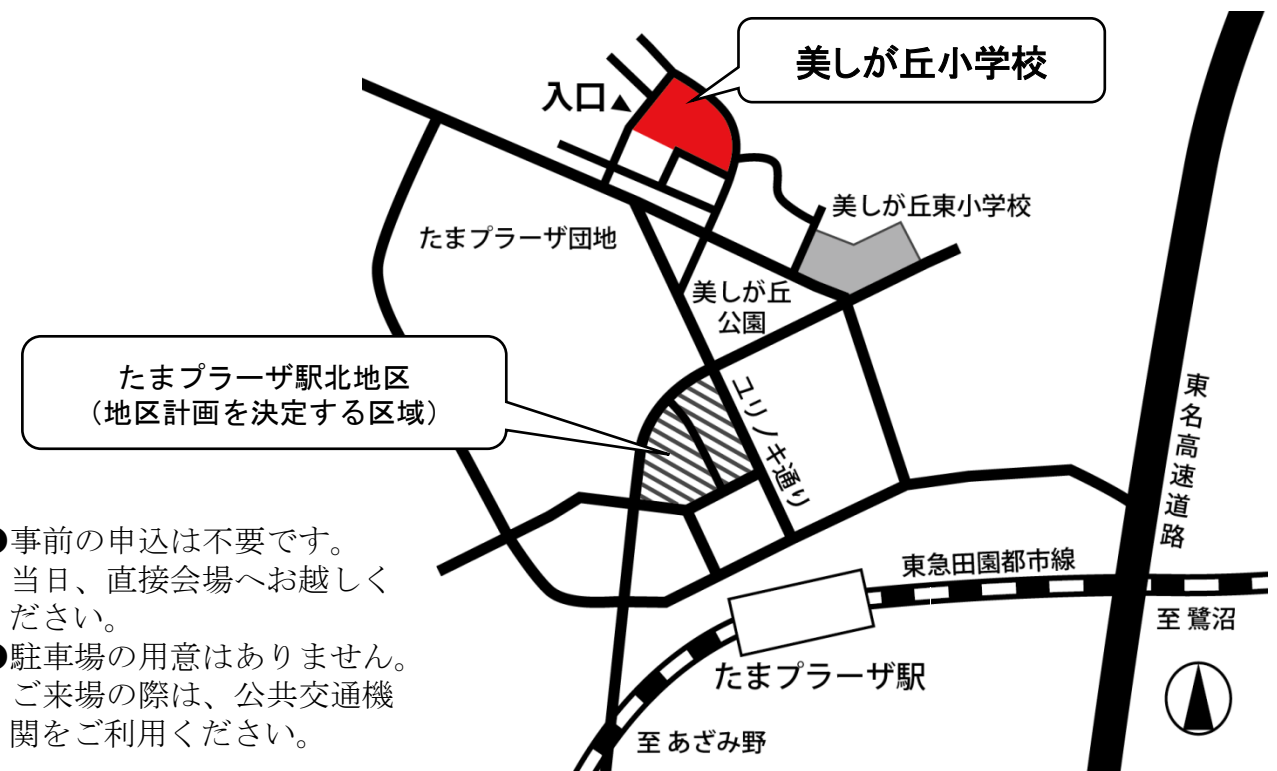 美しが丘小学校
入口
美しが丘東小学校
たまプラーザ団地
美しが丘
公園
たまプラーザ駅北地区
（地区計画を決定する区域）
ユリノキ通り
東名高速道路
●事前の申込は不要です。
当日、直接会場へお越しく
ださい。
●駐車場の用意はありません。
ご来場の際は、公共交通機
関をご利用ください。
東急田園都市線
至 鷺沼
たまプラーザ駅
至 あざみ野